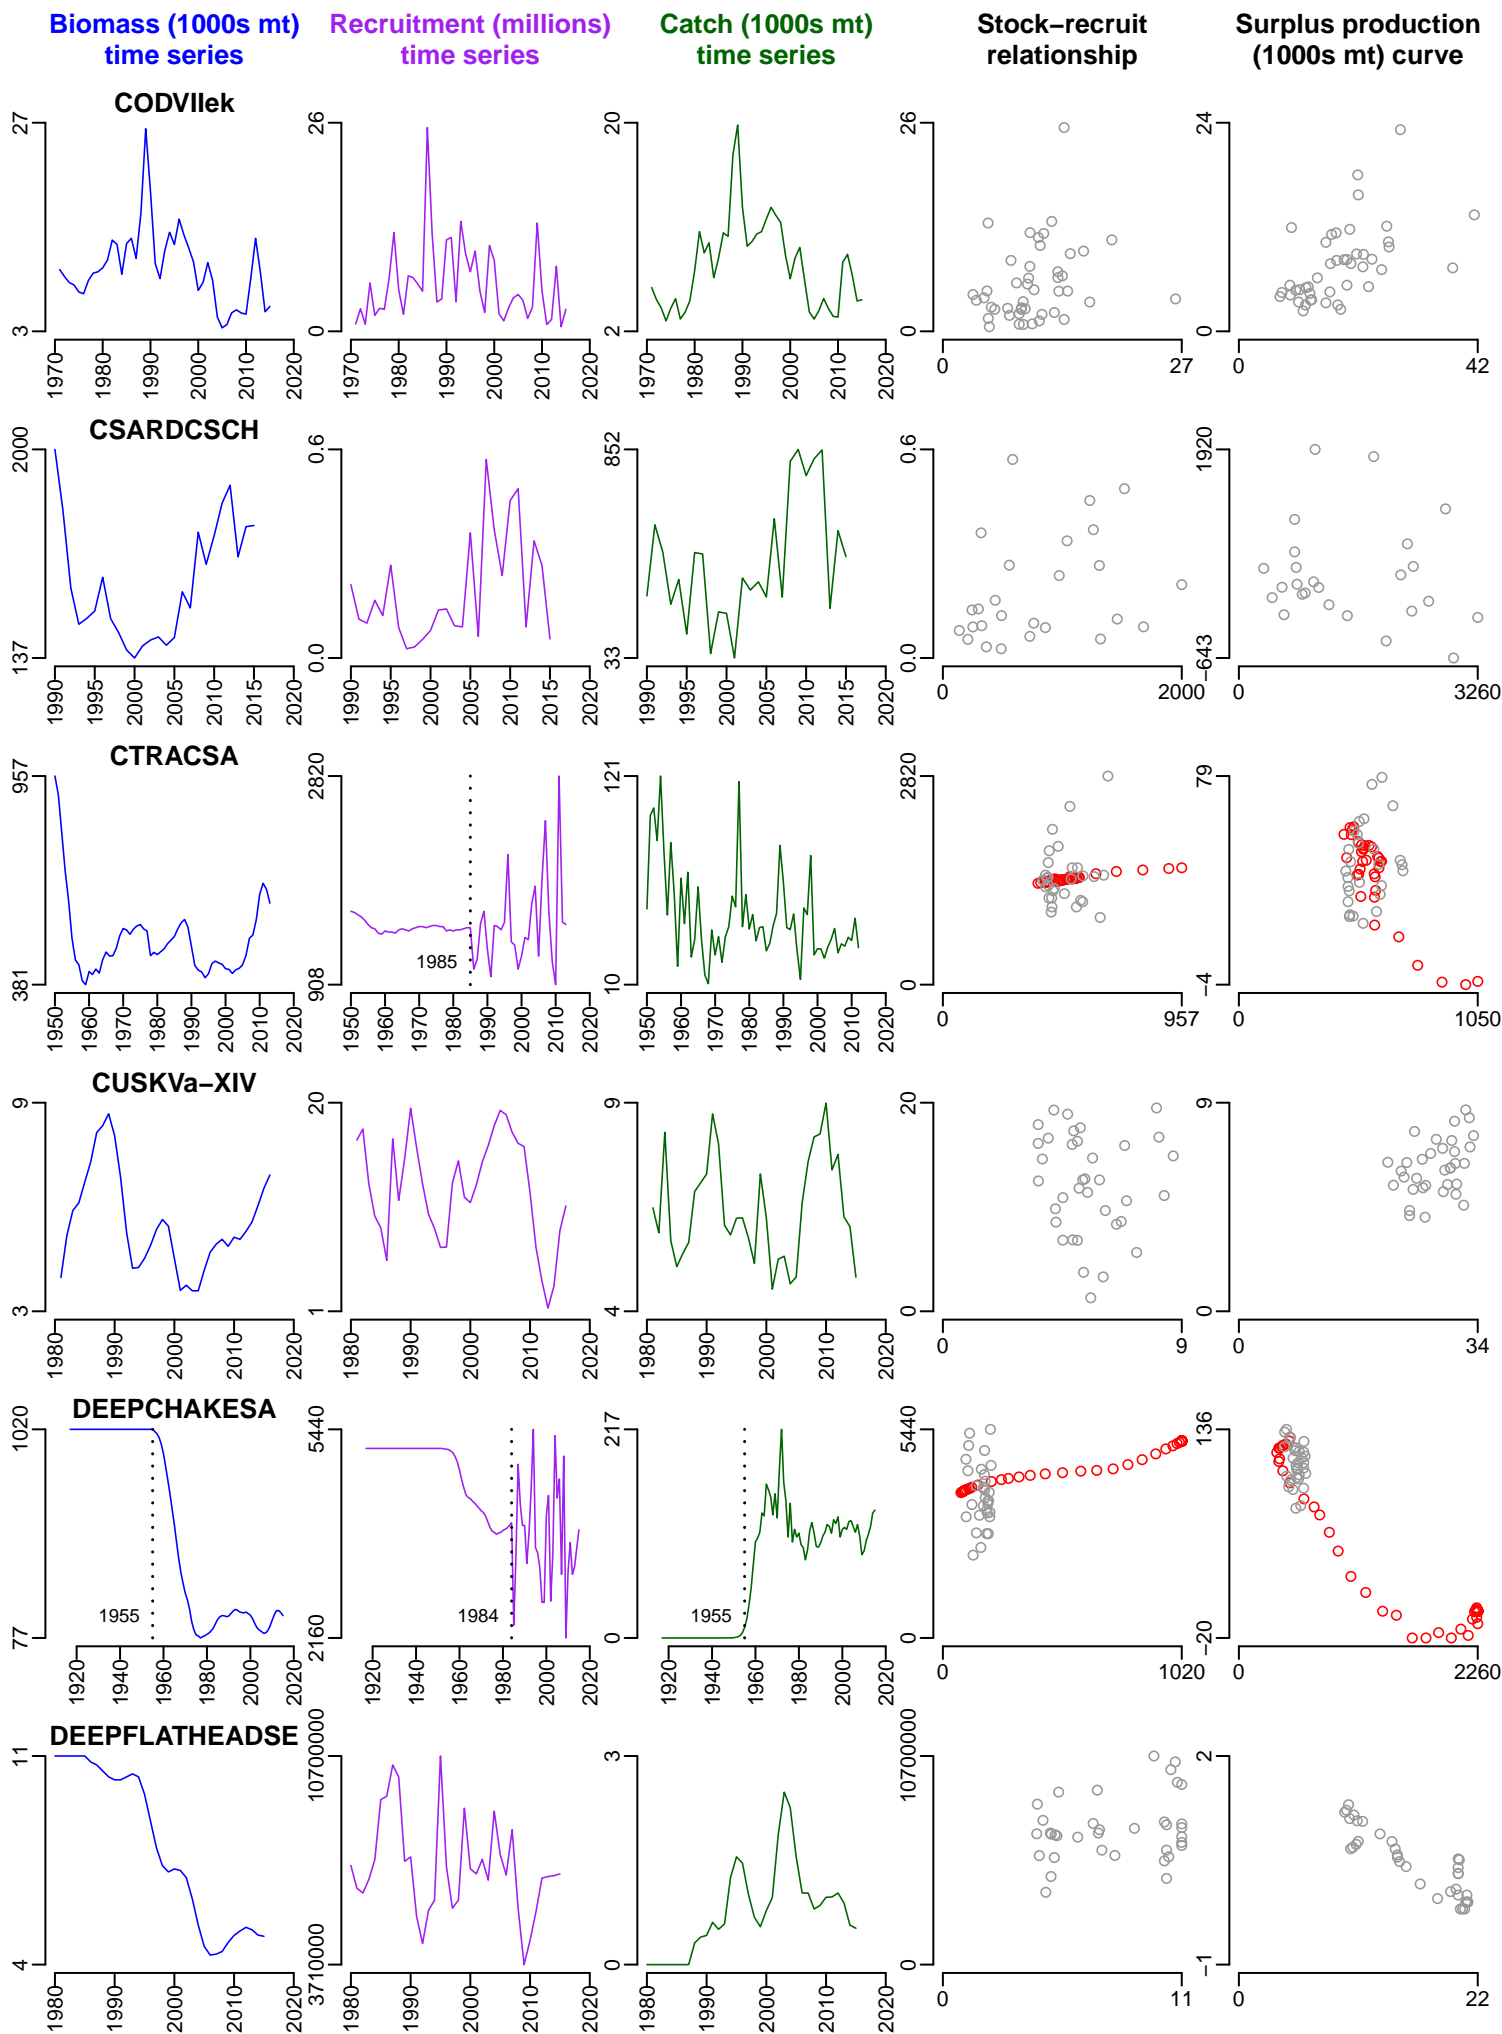 Biomass (1000s mt) Recruitment (millions) Catch (1000s mt) Stock−recruit Surplus production
time series time series time series relationship (1000s mt) curve
CODVIIek
27 26 20 26 24
3 0 2 0 0
1970 1980 1990 2000 2010 2020 1970 1980 1990 2000 2010 2020 1970 1980 1990 2000 2010 2020 0 27 0 42
CSARDCSCH
2000 0.6 852 0.6 1920
137 0.0 33 0.0 −643
1990 1995 2000 2005 2010 2015 2020 1990 1995 2000 2005 2010 2015 2020 1990 1995 2000 2005 2010 2015 2020 0 2000 0 3260
CTRACSA
957 2820 121 2820 79
1985
381 908 10 0 −4
1950 1960 1970 1980 1990 2000 2010 2020 1950 1960 1970 1980 1990 2000 2010 2020 1950 1960 1970 1980 1990 2000 2010 2020 0 957 0 1050
CUSKVa−XIV
9 20 9 20 9
3 1 4 0 0
1980 1990 2000 2010 2020 1980 1990 2000 2010 2020 1980 1990 2000 2010 2020 0 9 0 34
DEEPCHAKESA
1020 5440 217 5440 136
1955 1984 1955
77 2160 0 0 −20
1920 1940 1960 1980 2000 2020 1920 1940 1960 1980 2000 2020 1920 1940 1960 1980 2000 2020 0 1020 0 2260
DEEPFLATHEADSE
11 10700000 3 10700000 2
4 3710000 0 0 −1
1980 1990 2000 2010 2020 1980 1990 2000 2010 2020 1980 1990 2000 2010 2020 0 11 0 22